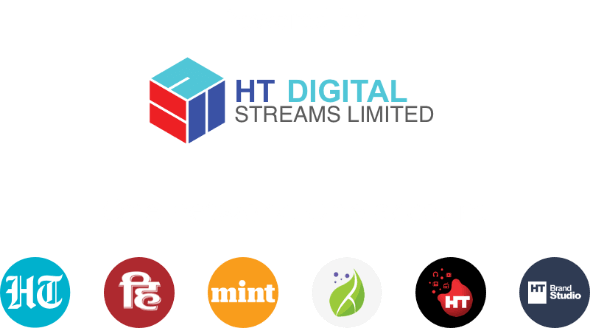 HT DIGITAL
STREAMS LIMITED
HT
हि
mint
HT
HT Brand
Studio